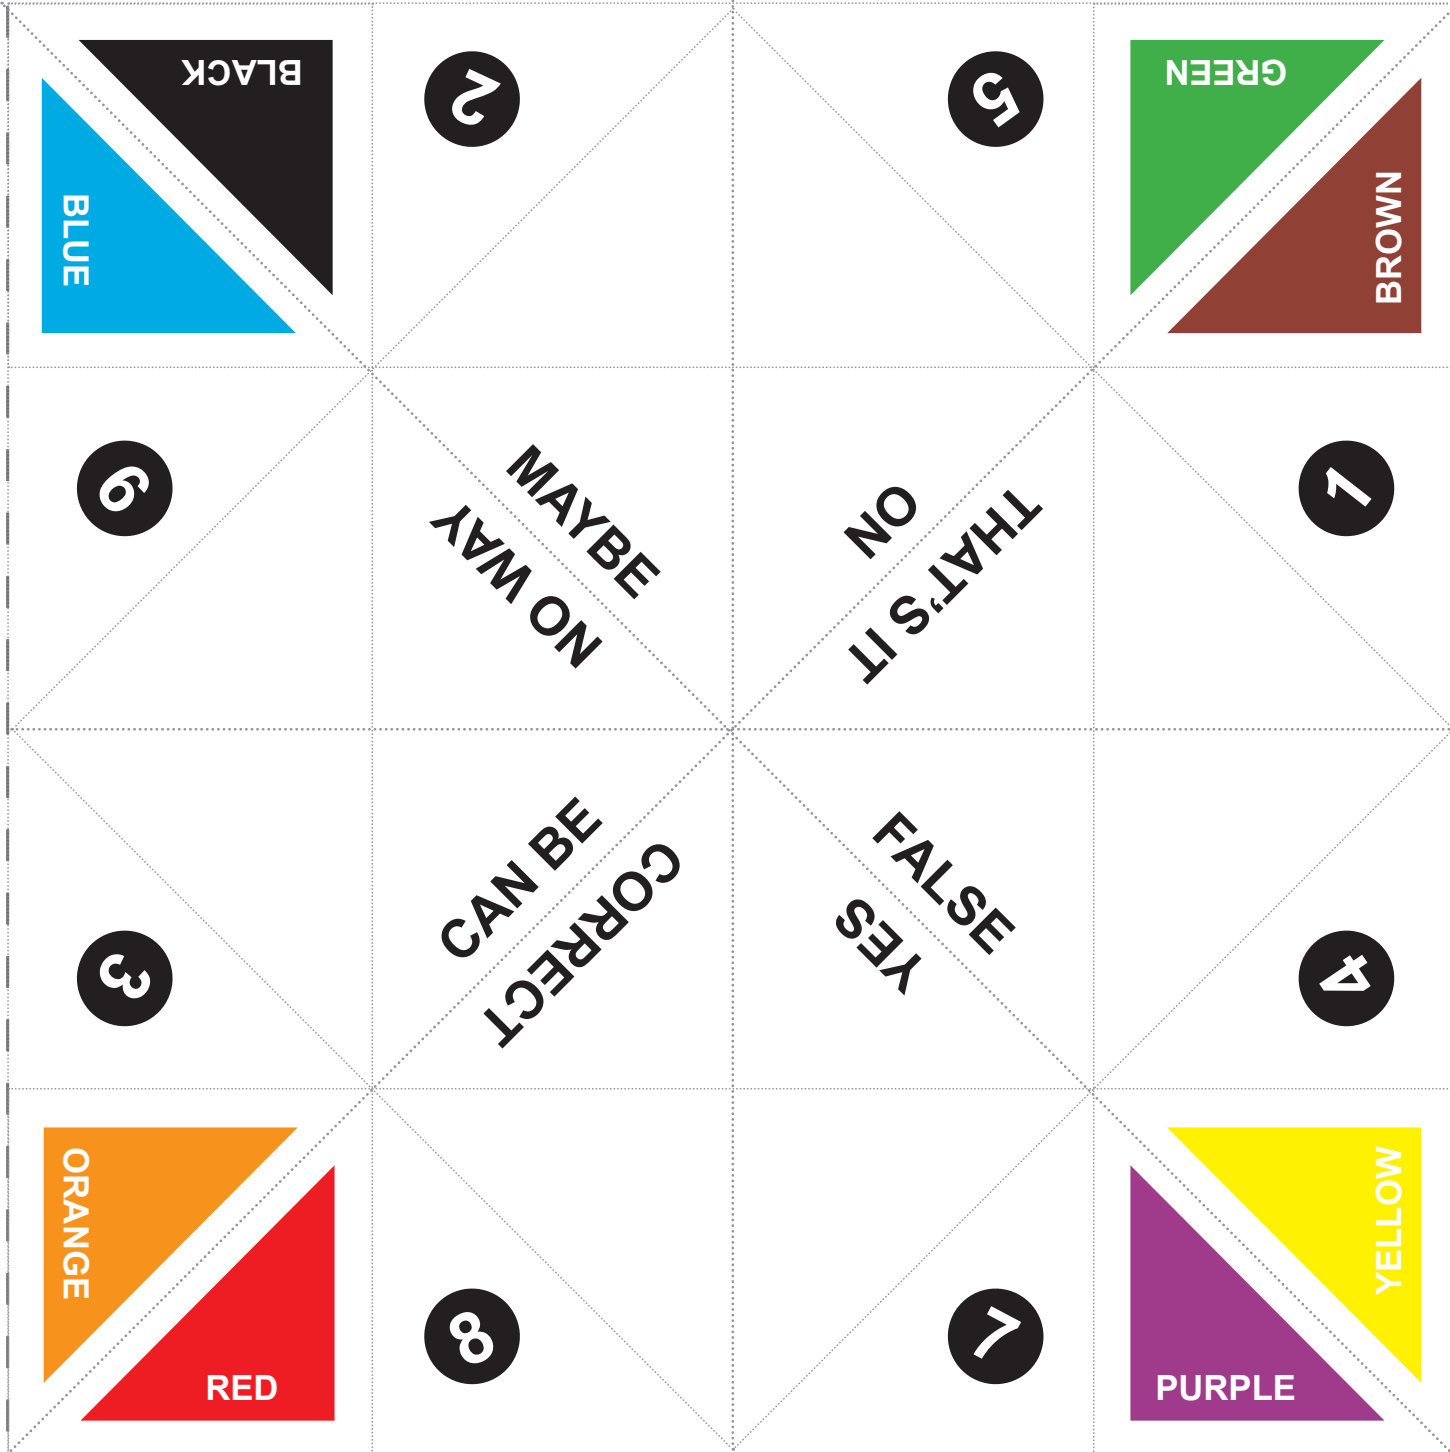 BLACK
2
5
GREEN
BLUE
BROWN
6
MAYBE
NO WAY
NO
THAT'S IT
1
3
CAN BE
CORRECT
FALSE
YES
4
ORANGE
RED
8
7
PURPLE
YELLOW